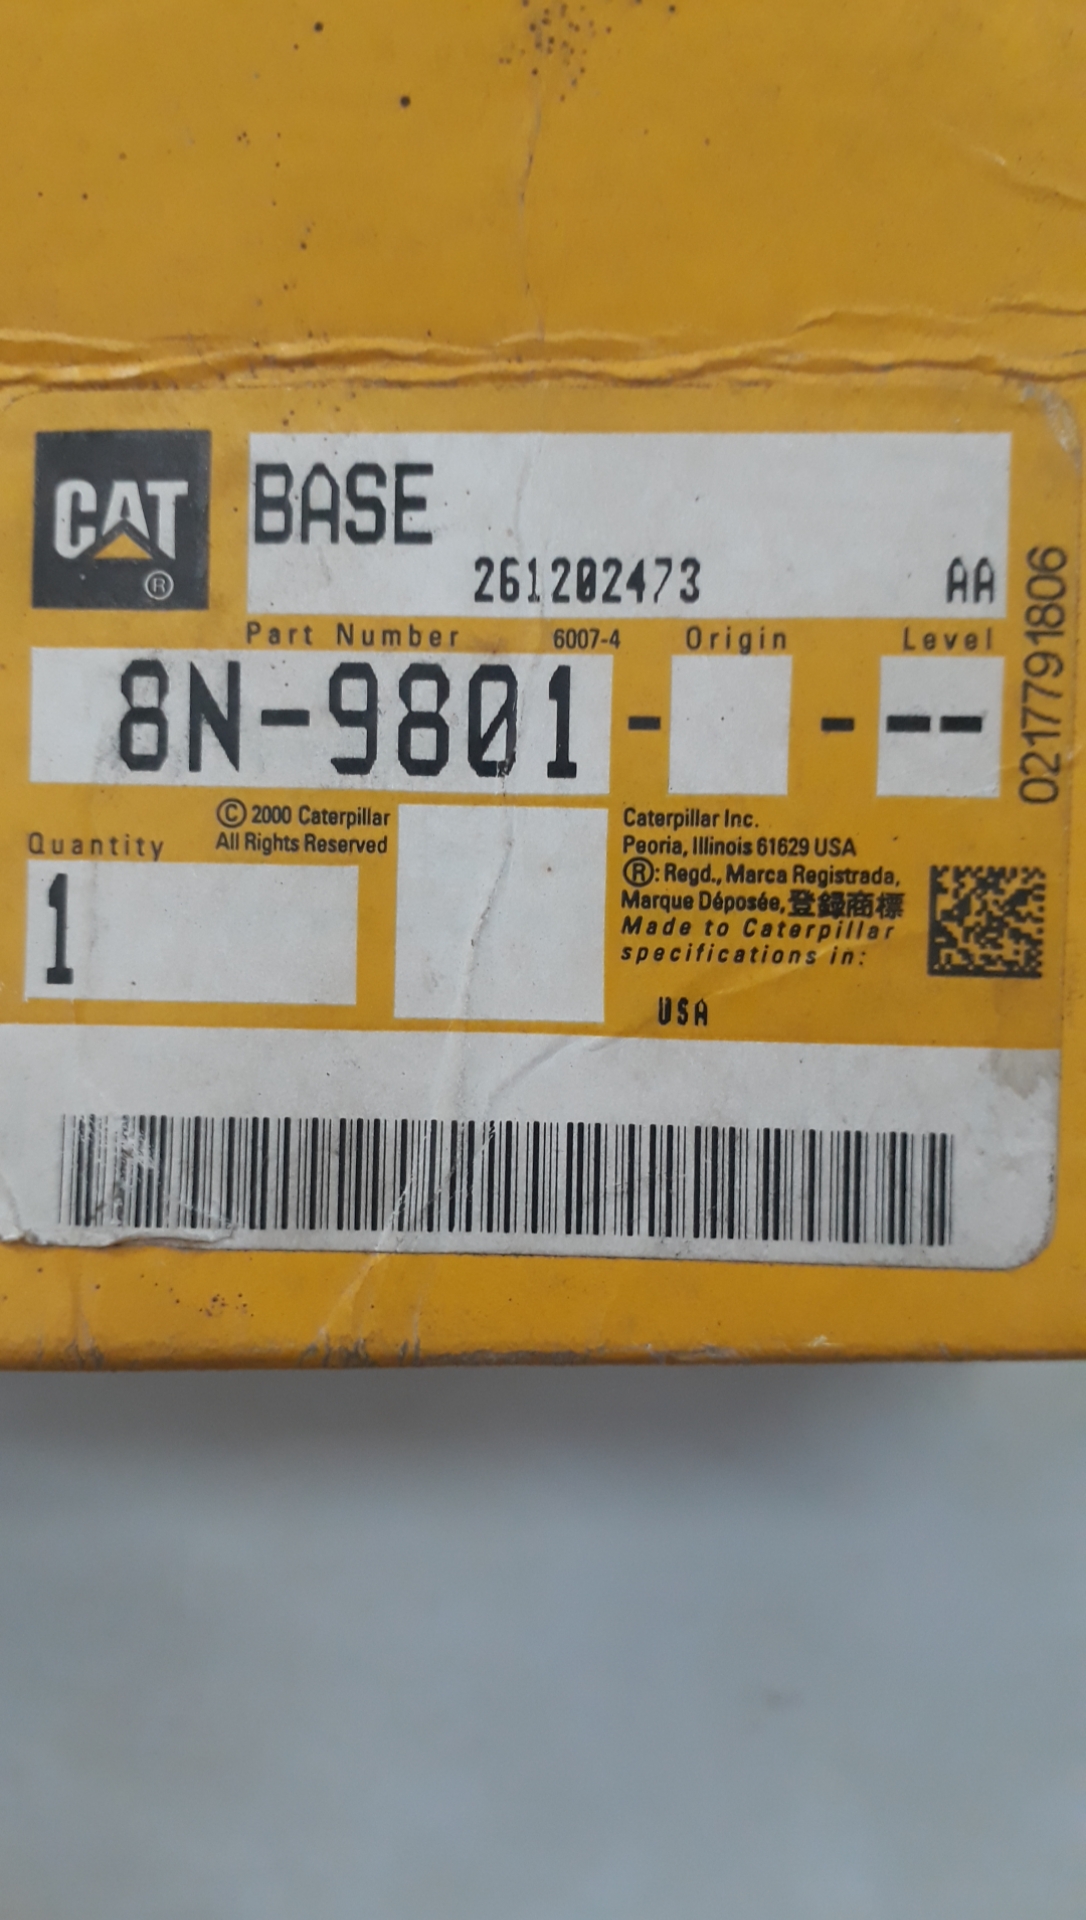 CAT
®
BASE
261202473 AA
Part Number 6007-4 Origin Level
8N-9801 - - --
0217791806
© 2000 Caterpillar
All Rights Reserved
Quantity
1
Caterpillar Inc.
Peoria, Illinois 61629 USA
®: Regd., Marca Registrada,
Marque Déposée, 登録商標
Made to Caterpillar
specifications in:
USA